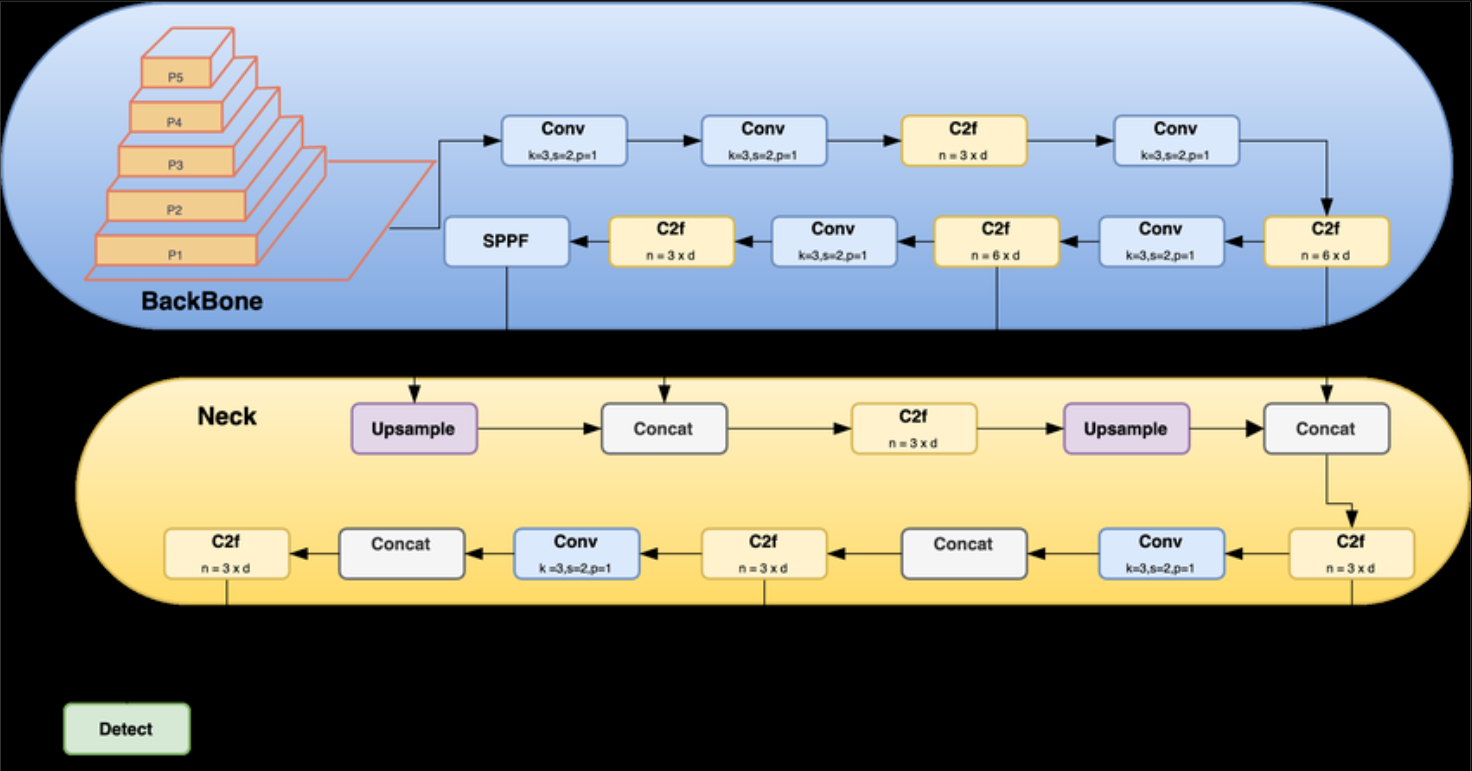 P5
P4
P3
P2
P1
BackBone
Conv
k=3,s=2,p=1
Conv
k=3,s=2,p=1
C2f
n = 3 x d
Conv
k=3,s=2,p=1
SPPF
C2f
n = 3 x d
Conv
k=3,s=2,p=1
C2f
n = 6 x d
Conv
k=3,s=2,p=1
C2f
n = 6 x d
Neck
Upsample
Concat
C2f
n = 3 x d
Upsample
Concat
C2f
n = 3 x d
Concat
Conv
k =3,s=2,p=1
C2f
n = 3 x d
Concat
Conv
k=3,s=2,p=1
C2f
n = 3 x d
Detect